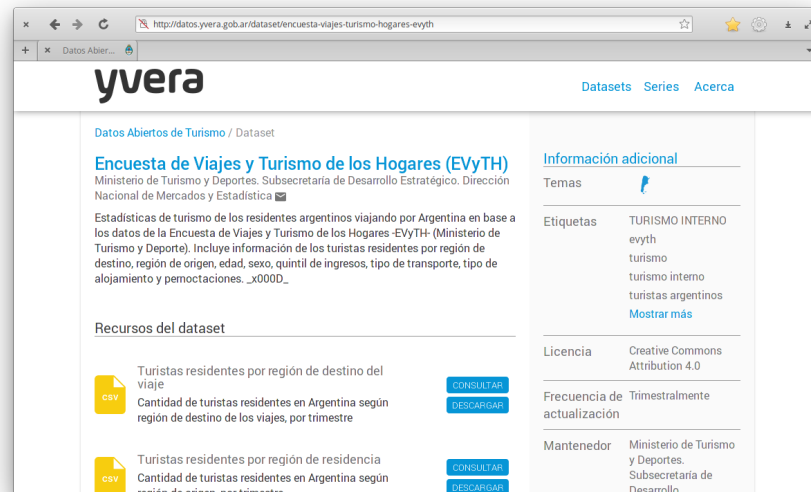 http://datos.yvera.gob.ar/dataset/encuesta-viajes-turismo-hogares-evyth
Datos Abier...
yvera
Datasets Series Acerca
Datos Abiertos de Turismo / Dataset
Encuesta de Viajes y Turismo de los Hogares (EVyTH)
Ministerio de Turismo y Deportes. Subsecretaría de Desarrollo Estratégico. Dirección
Nacional de Mercados y Estadística
Estadísticas de turismo de los residentes argentinos viajando por Argentina en base a
los datos de la Encuesta de Viajes y Turismo de los Hogares -EVyTH- (Ministerio de
Turismo y Deporte). Incluye información de los turistas residentes por región de
destino, región de origen, edad, sexo, quintil de ingresos, tipo de transporte, tipo de
alojamiento y pernoctaciones. _x000D_
Recursos del dataset
CSV
Turistas residentes por región de destino del
viaje
Cantidad de turistas residentes en Argentina según
región de destino de los viajes, por trimestre
CONSULTAR
DESCARGAR
CSV
Turistas residentes por región de residencia
Cantidad de turistas residentes en Argentina según
región de origen, por trimestre
CONSULTAR
DESCARGAR
Información adicional
Temas
Etiquetas
TURISMO INTERNO
evyth
turismo
turismo interno
turistas argentinos
Mostrar más
Licencia
Creative Commons
Attribution 4.0
Frecuencia de
actualización
Trimestralmente
Mantenedor
Ministerio de Turismo
y Deportes.
Subsecretaría de
Desarrollo